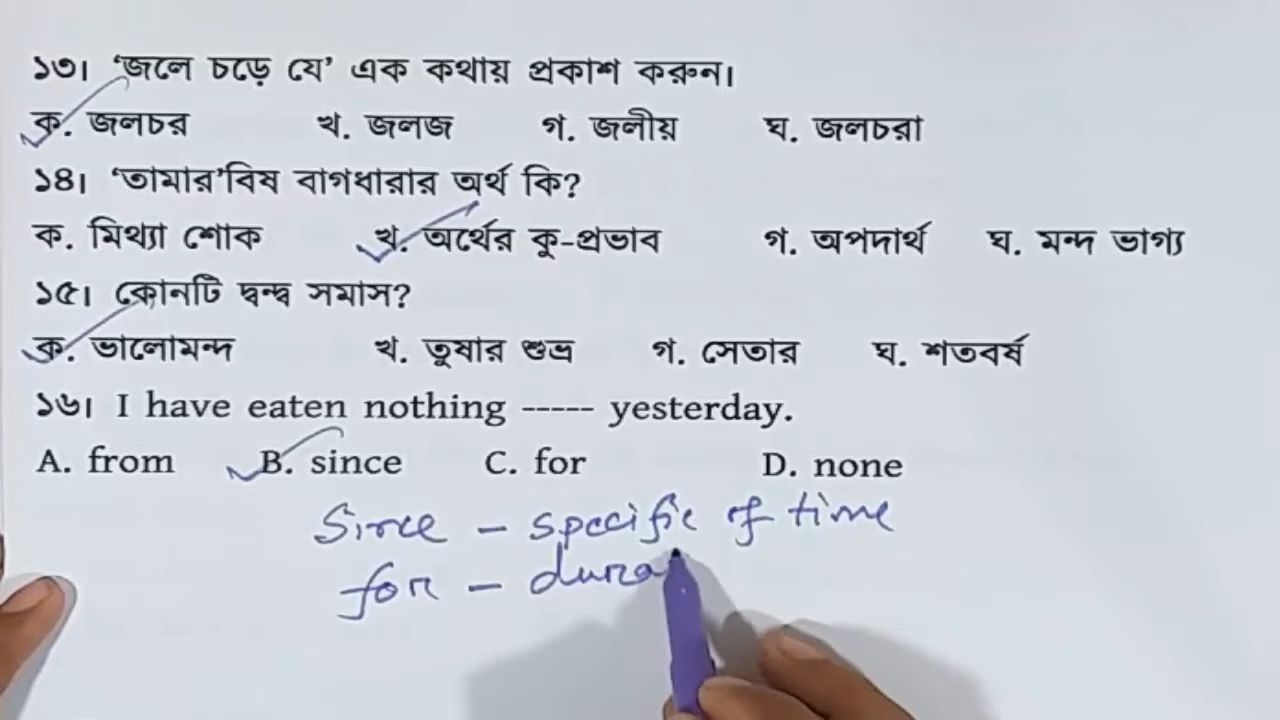 ১৩। ‘জলে চড়ে যে’ এক কথায় প্রকাশ করুন।
ক. জলচর খ. জলজ গ. জলীয় ঘ. জলচরা
১৪। ‘তামার’বিষ বাগধারার অর্থ কি?
ক. মিথ্যা শোক খ. অর্থের কু-প্রভাব গ. অপদার্থ ঘ. মন্দ ভাগ্য
১৫। কোনটি দ্বন্দ্ব সমাস?
ক. ভালোমন্দ খ. তুষার শুভ্র গ. সেতার ঘ. শতবর্ষ
১৬। I have eaten nothing ----- yesterday.
A. from B. since C. for D. none
Since – specific of time
for – dura